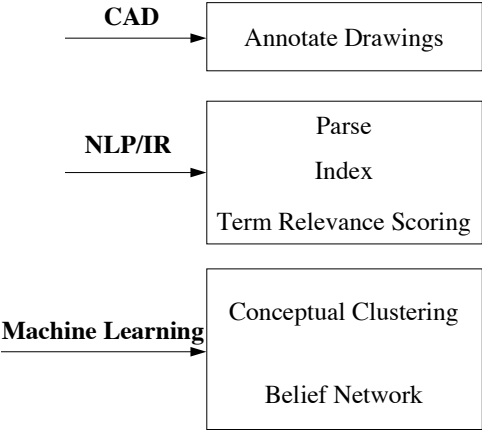 CAD
Annotate Drawings
NLP/IR
Parse
Index
Term Relevance Scoring
Machine Learning
Conceptual Clustering
Belief Network